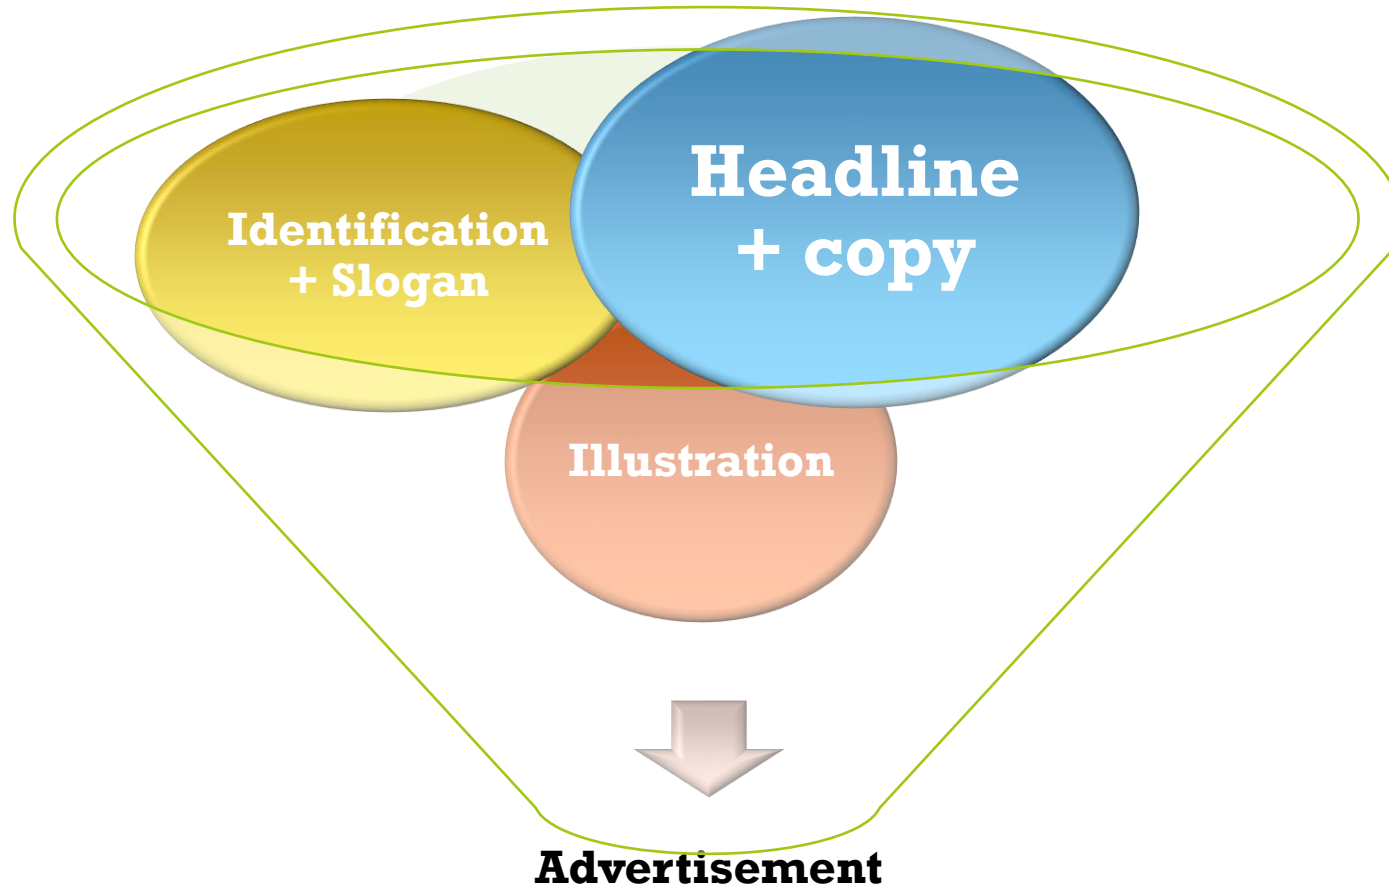 Headline
+ copy
Identification
+ Slogan
Illustration
Advertisement